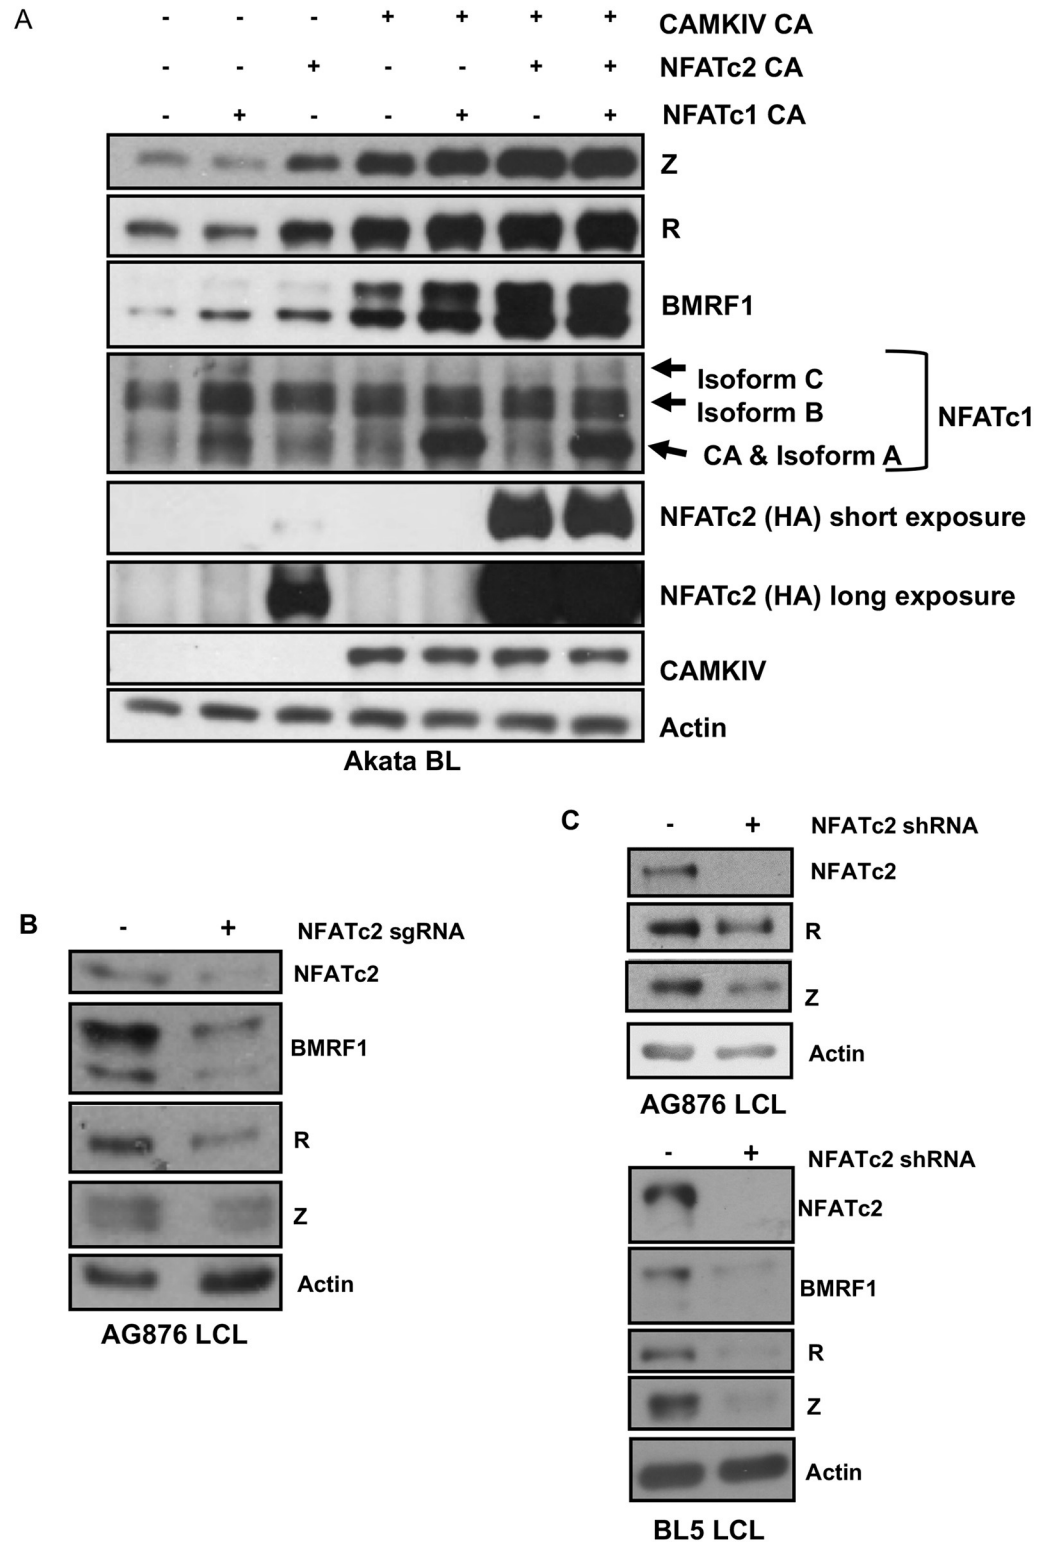 A
- - - + + + + CAMKIV CA
- - + - - + + NFATc2 CA
- + - - + - + NFATc1 CA
Z
R
BMRF1
Isoform C
Isoform B
NFATc1
CA & Isoform A
NFATc2 (HA) short exposure
NFATc2 (HA) long exposure
CAMKIV
Actin
Akata BL
B
- + NFATc2 sgRNA
NFATc2
BMRF1
R
Z
Actin
AG876 LCL
C
- + NFATc2 shRNA
NFATc2
R
Z
Actin
AG876 LCL
- + NFATc2 shRNA
NFATc2
BMRF1
R
Z
Actin
BL5 LCL